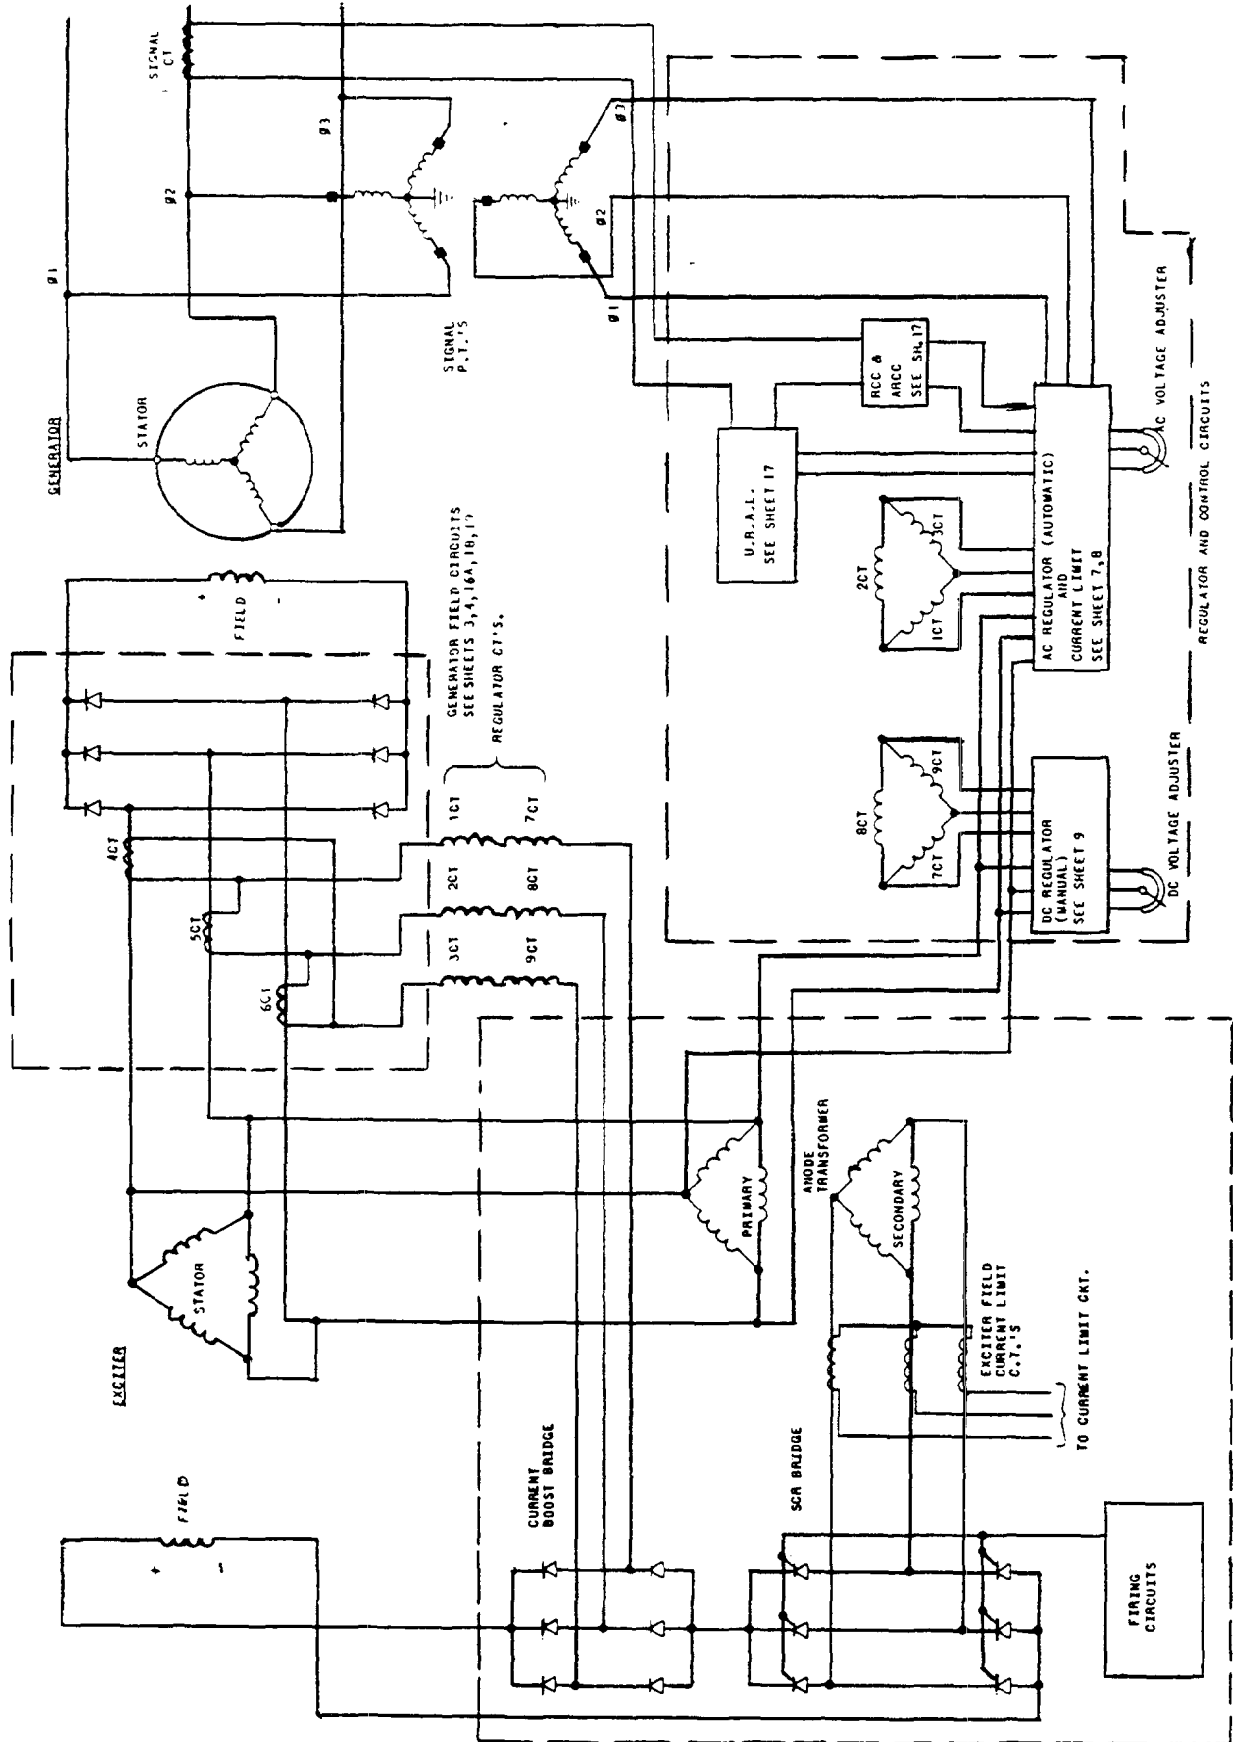 GENERATOR
STATOR
SIGNAL
CT
ø1
ø2
ø3
SIGNAL
P.T.'S
ø1
ø2
ø3
FIELD
+
-
GENERATOR FIELD CIRCUITS
SEE SHEETS 3,4,16A,18,19
REGULATOR CT'S.
4CT
5CT
6CT
1CT
7CT
2CT
8CT
3CT
9CT
U.R.A.L.
SEE SHEET 17
RCC &
ARCC
SEE SH.17
2CT
1CT
3CT
AC REGULATOR (AUTOMATIC)
AND
CURRENT LIMIT
SEE SHEET 7,8
AC VOLTAGE ADJUSTER
8CT
7CT
9CT
DC REGULATOR
(MANUAL)
SEE SHEET 9
DC VOLTAGE ADJUSTER
REGULATOR AND CONTROL CIRCUITS
EXCITER
STATOR
FIELD
+
-
PRIMARY
ANODE
TRANSFORMER
SECONDARY
EXCITER FIELD
CURRENT LIMIT
C.T.'S
TO CURRENT LIMIT CKT.
CURRENT
BOOST BRIDGE
SCR BRIDGE
FIRING
CIRCUITS